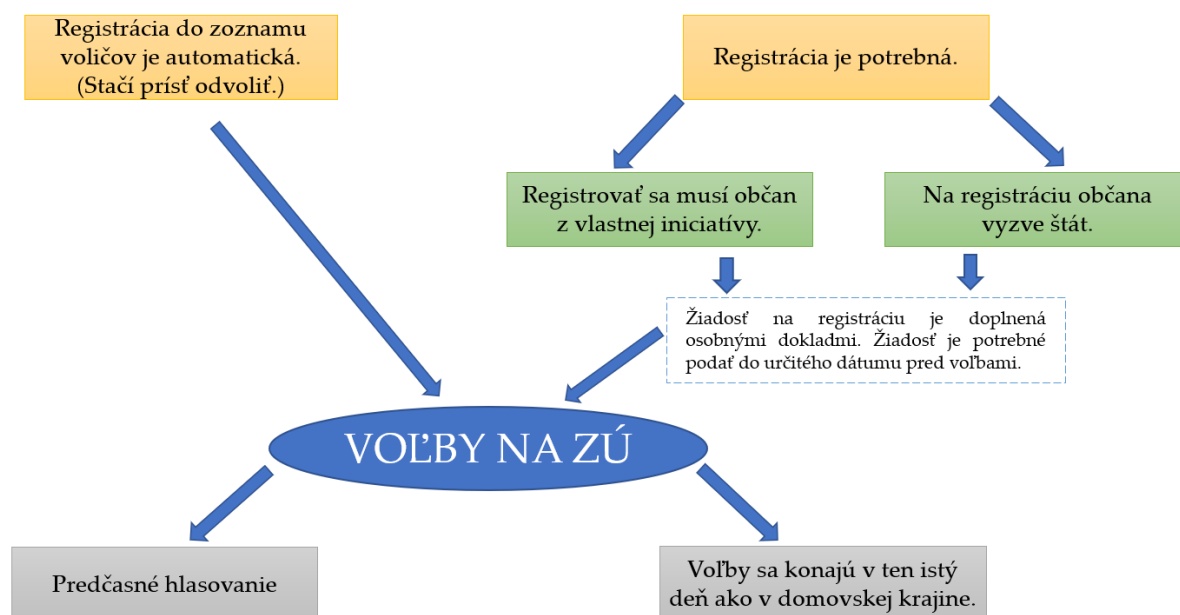 Registrácia do zoznamu
voličov je automatická.
(Stačí prísť odvoliť.)
Registrácia je potrebná.
Registrovať sa musí občan
z vlastnej iniciatívy.
Na registráciu občana
vyzve štát.
Žiadosť na registráciu je doplnená
osobnými dokladmi. Žiadosť je potrebné
podať do určitého dátumu pred voľbami.
VOĽBY NA ZÚ
Predčasné hlasovanie
Voľby sa konajú v ten istý
deň ako v domovskej krajine.